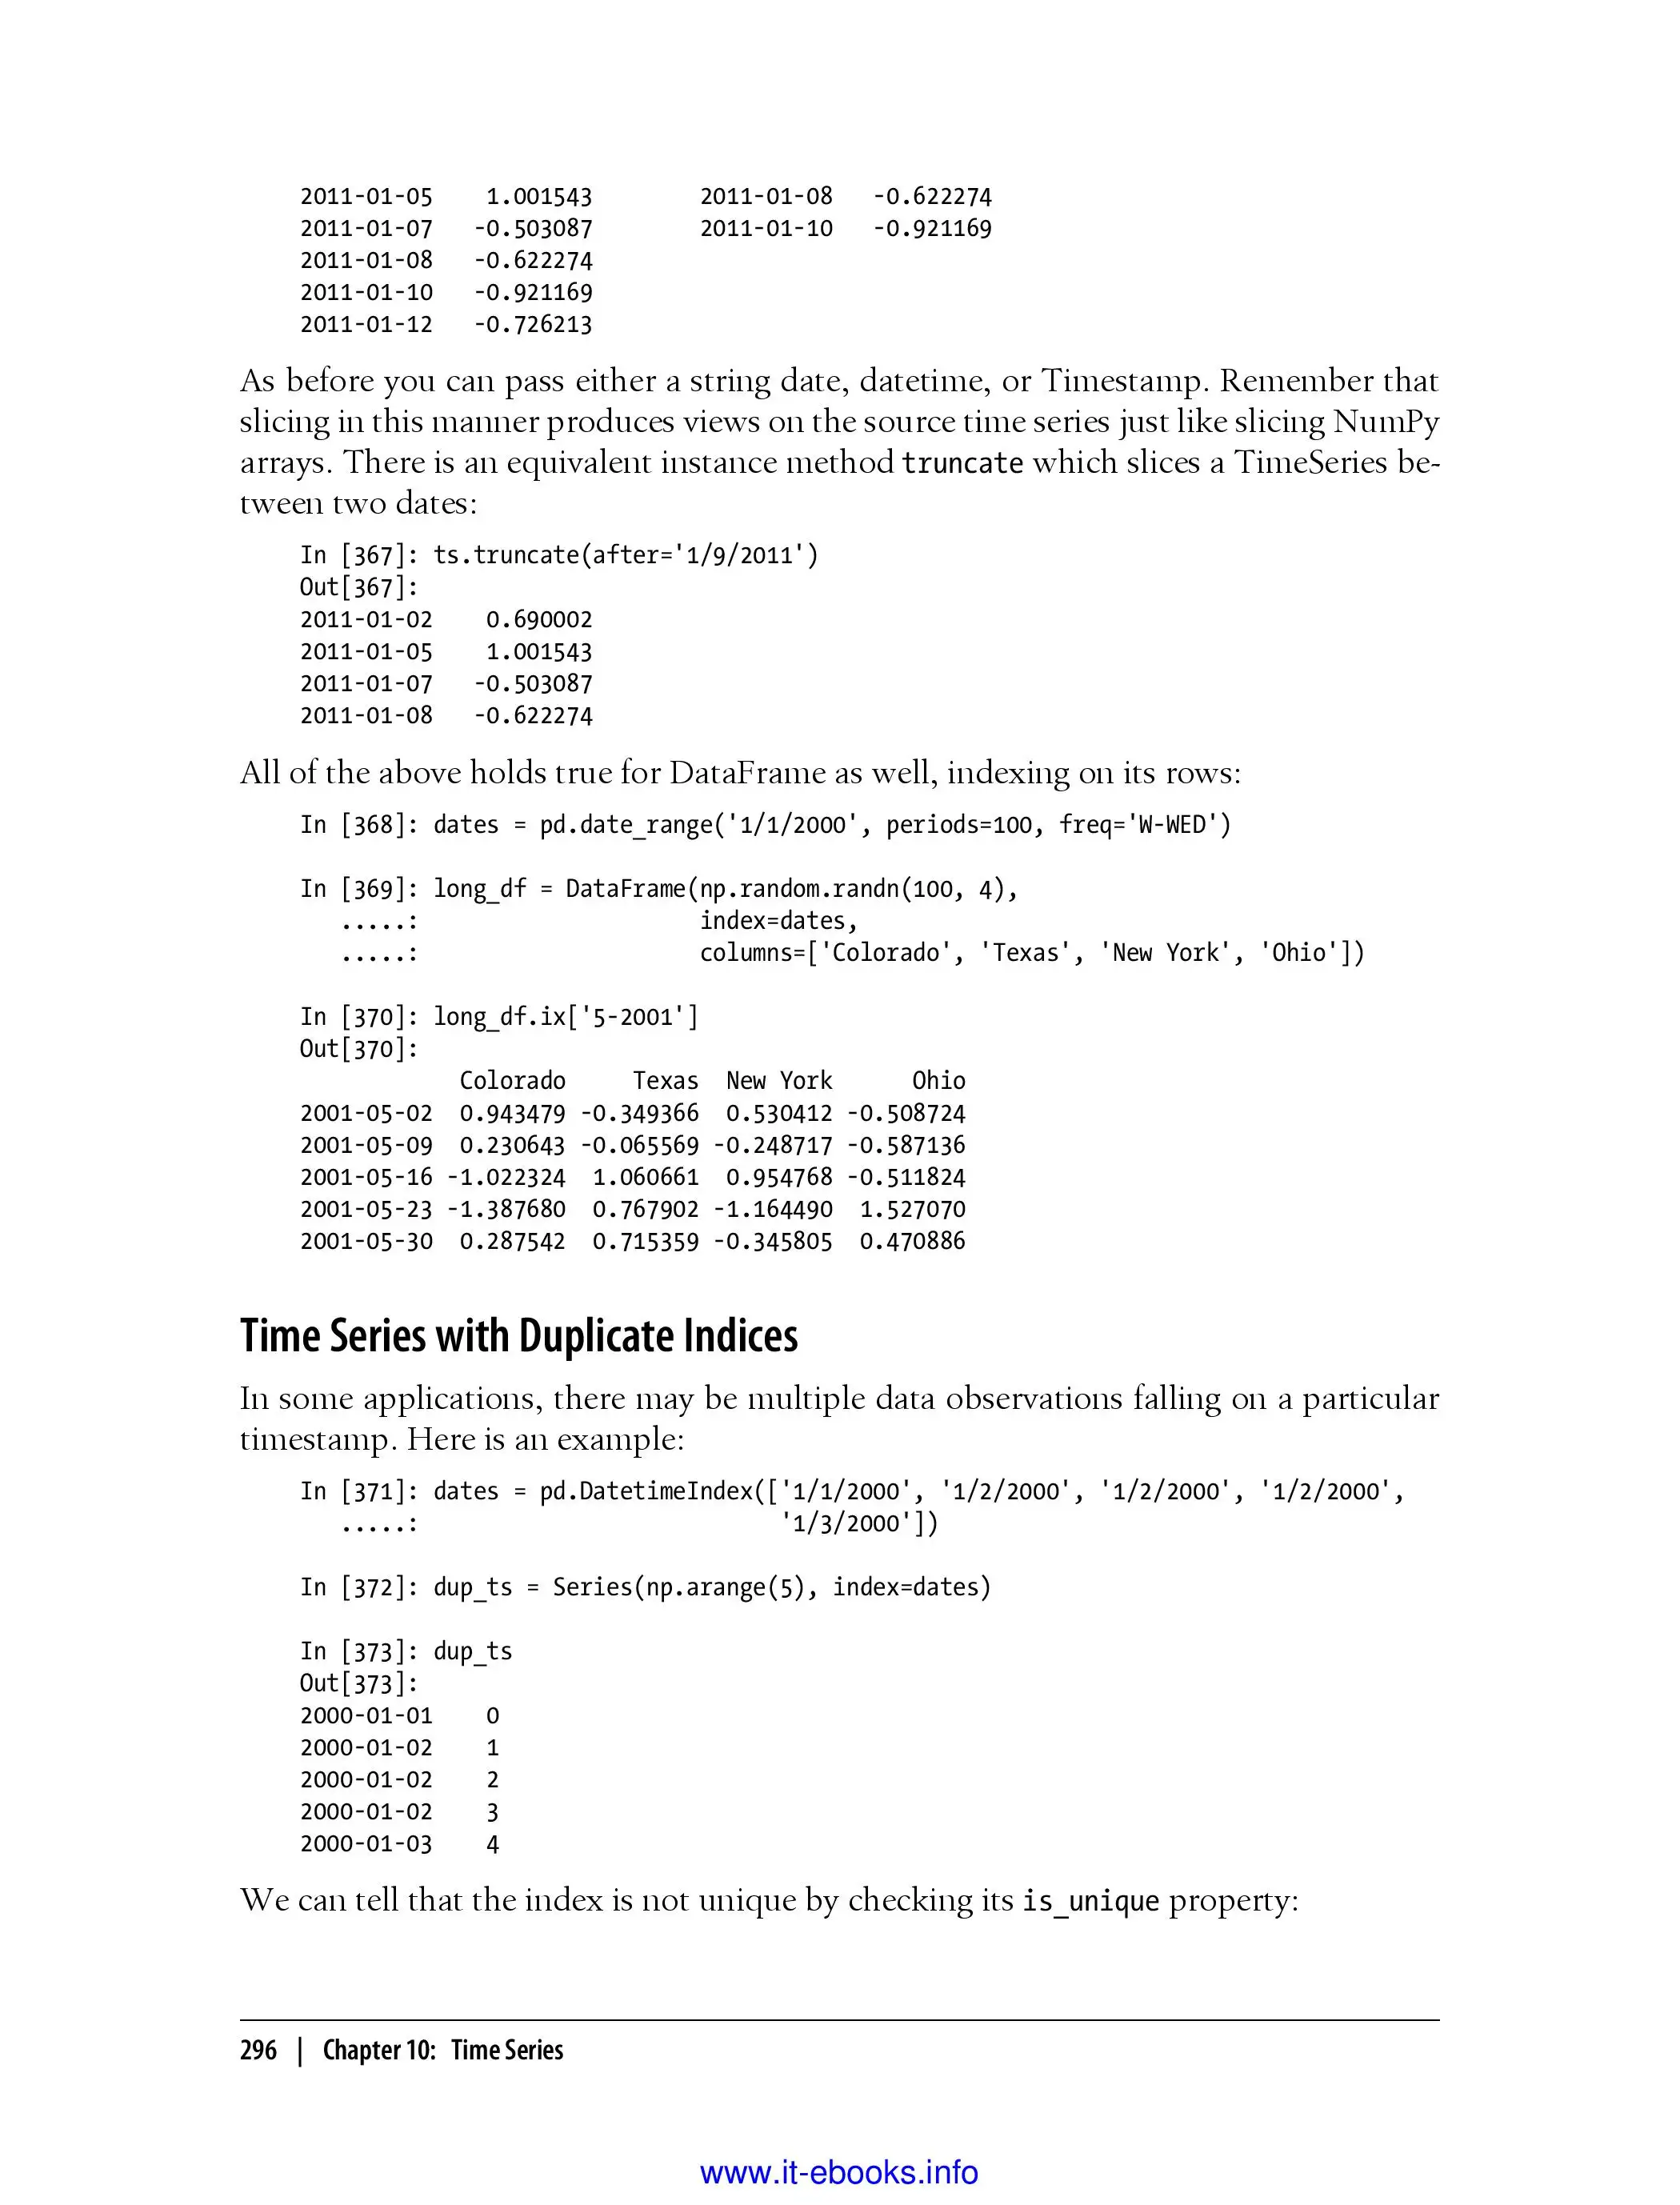 2011-01-05    1.001543        2011-01-08   -0.622274
2011-01-07   -0.503087        2011-01-10   -0.921169
2011-01-08   -0.622274
2011-01-10   -0.921169
2011-01-12   -0.726213
As before you can pass either a string date, datetime, or Timestamp. Remember that
slicing in this manner produces views on the source time series just like slicing NumPy
arrays. There is an equivalent instance method truncate which slices a TimeSeries be-
tween two dates:
In [367]: ts.truncate(after='1/9/2011')
Out[367]:
2011-01-02    0.690002
2011-01-05    1.001543
2011-01-07   -0.503087
2011-01-08   -0.622274
All of the above holds true for DataFrame as well, indexing on its rows:
In [368]: dates = pd.date_range('1/1/2000', periods=100, freq='W-WED')
In [369]: long_df = DataFrame(np.random.randn(100, 4),
   .....:                     index=dates,
   .....:                     columns=['Colorado', 'Texas', 'New York', 'Ohio'])
In [370]: long_df.ix['5-2001']
Out[370]:
            Colorado     Texas  New York      Ohio
2001-05-02  0.943479 -0.349366  0.530412 -0.508724
2001-05-09  0.230643 -0.065569 -0.248717 -0.587136
2001-05-16 -1.022324  1.060661  0.954768 -0.511824
2001-05-23 -1.387680  0.767902 -1.164490  1.527070
2001-05-30  0.287542  0.715359 -0.345805  0.470886
Time Series with Duplicate Indices
In some applications, there may be multiple data observations falling on a particular
timestamp. Here is an example:
In [371]: dates = pd.DatetimeIndex(['1/1/2000', '1/2/2000', '1/2/2000', '1/2/2000',
   .....:                           '1/3/2000'])
In [372]: dup_ts = Series(np.arange(5), index=dates)
In [373]: dup_ts
Out[373]:
2000-01-01    0
2000-01-02    1
2000-01-02    2
2000-01-02    3
2000-01-03    4
We can tell that the index is not unique by checking its is_unique property:
296 | Chapter 10: Time Series
www.it-ebooks.info